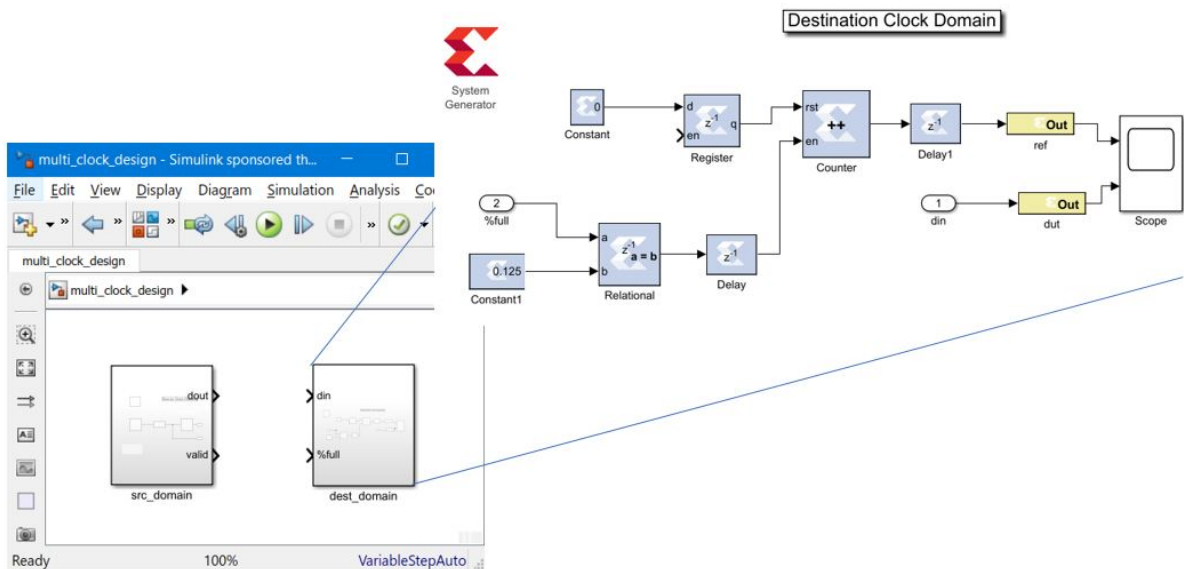 Destination Clock Domain
System
Generator
0
Constant
d
z-1
q
en
Register
rst
++
en
Counter
z-1
Delay1
Out
ref
1
din
Out
dut
Scope
2
%full
0.125
Constant1
a
z-1
a = b
b
Relational
z-1
Delay
multi_clock_design - Simulink sponsored th...
File Edit View Display Diagram Simulation Analysis Co
multi_clock_design
multi_clock_design
dout
valid
src_domain
din
%full
dest_domain
Ready 100% VariableStepAuto